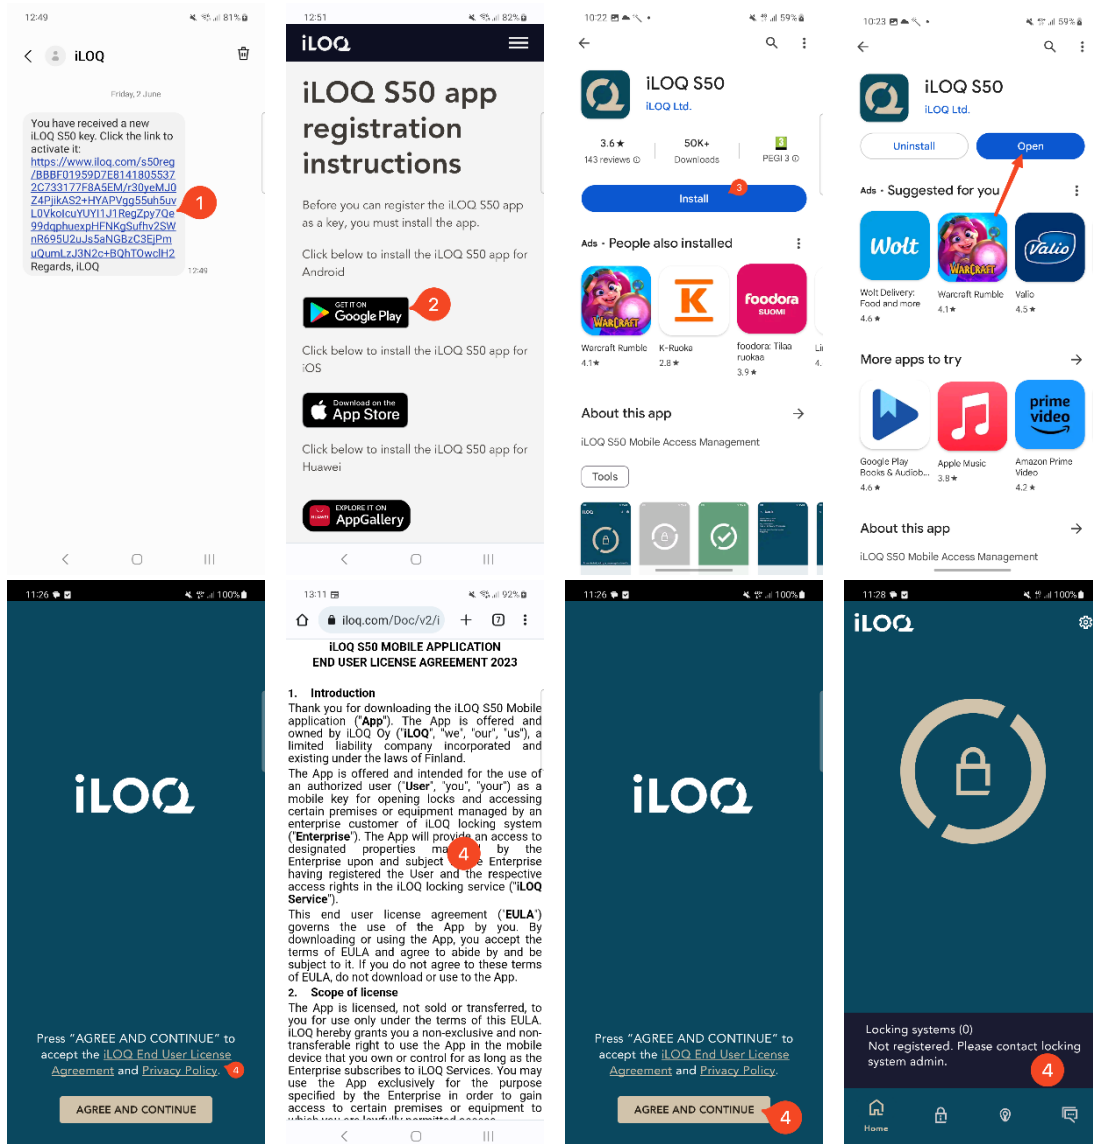 12:49
81%
iLOQ
Friday, 2 June
You have received a new
iLOQ S50 key. Click the link to
activate it:
https://www.iloq.com/s50reg
/BBBF01959D7E8141805537
2C733177F8A5EM/r30yeMJ0
Z4PjikAS2+HYAPVgg55uh5uv
L0VkoIcuYUYI1J1RegZpy7Qe
99dqphuexpHFNKgSufhv2SW
nR695U2uJs5aNGBzC3EjPm
uQumLzJ3N2c+BQhTOwclH2
Regards, iLOQ
12:49
1
12:51
82%
iLOQ
iLOQ S50 app
registration
instructions
Before you can register the iLOQ S50 app
as a key, you must install the app.
Click below to install the iLOQ S50 app for
Android
GET IT ON
Google Play
2
Click below to install the iLOQ S50 app for
iOS
Download on the
App Store
Click below to install the iLOQ S50 app for
Huawei
EXPLORE IT ON
AppGallery
10:22
59%
iLOQ S50
iLOQ Ltd.
3.6★
143 reviews
50K+
Downloads
3
PEGI 3
3
Install
Ads • People also installed
WARCRAFT
K
foodora
SUOMI
Warcraft Rumble
4.1★
K-Ruoka
2.8★
foodora: Tilaa
ruokaa
3.9★
Li
4.
About this app
iLOQ S50 Mobile Access Management
Tools
10:23
59%
iLOQ S50
iLOQ Ltd.
Uninstall
Open
Ads • Suggested for you
Wolt
WARCRAFT
Valio
Wolt Delivery:
Food and more
4.6★
Warcraft Rumble
4.1★
Valio
4.5★
More apps to try
prime
video
Google Play
Books & Audiob...
4.6★
Apple Music
3.8★
Amazon Prime
Video
4.2★
About this app
iLOQ S50 Mobile Access Management
11:26
100%
iLOQ
Press "AGREE AND CONTINUE" to
accept the iLOQ End User License
Agreement and Privacy Policy.
4
AGREE AND CONTINUE
13:11
92%
iloq.com/Doc/v2/i
7
iLOQ S50 MOBILE APPLICATION
END USER LICENSE AGREEMENT 2023
1. Introduction
Thank you for downloading the iLOQ S50 Mobile
application ("App"). The App is offered and
owned by iLOQ Oy ("iLOQ", "we", "our", "us"), a
limited liability company incorporated and
existing under the laws of Finland.
The App is offered and intended for the use of
an authorized user ("User", "you", "your") as a
mobile key for opening locks and accessing
certain premises or equipment managed by an
enterprise customer of iLOQ locking system
("Enterprise"). The App will provide an access to
designated properties ma by the
Enterprise upon and subject Enterprise
having registered the User and the respective
access rights in the iLOQ locking service ("iLOQ
Service").
4
This end user license agreement ("EULA")
governs the use of the App by you. By
downloading or using the App, you accept the
terms of EULA and agree to abide by and be
subject to it. If you do not agree to these terms
of EULA, do not download or use to the App.
2. Scope of license
The App is licensed, not sold or transferred, to
you for use only under the terms of this EULA.
iLOQ hereby grants you a non-exclusive and non-
transferable right to use the App in the mobile
device that you own or control for as long as the
Enterprise subscribes to iLOQ Services. You may
use the App exclusively for the purpose
specified by the Enterprise in order to gain
access to certain premises or equipment to
11:26
100%
iLOQ
Press "AGREE AND CONTINUE" to
accept the iLOQ End User License
Agreement and Privacy Policy.
AGREE AND CONTINUE
4
11:28
100%
iLOQ
Locking systems (0)
Not registered. Please contact locking
system admin.
4
Home